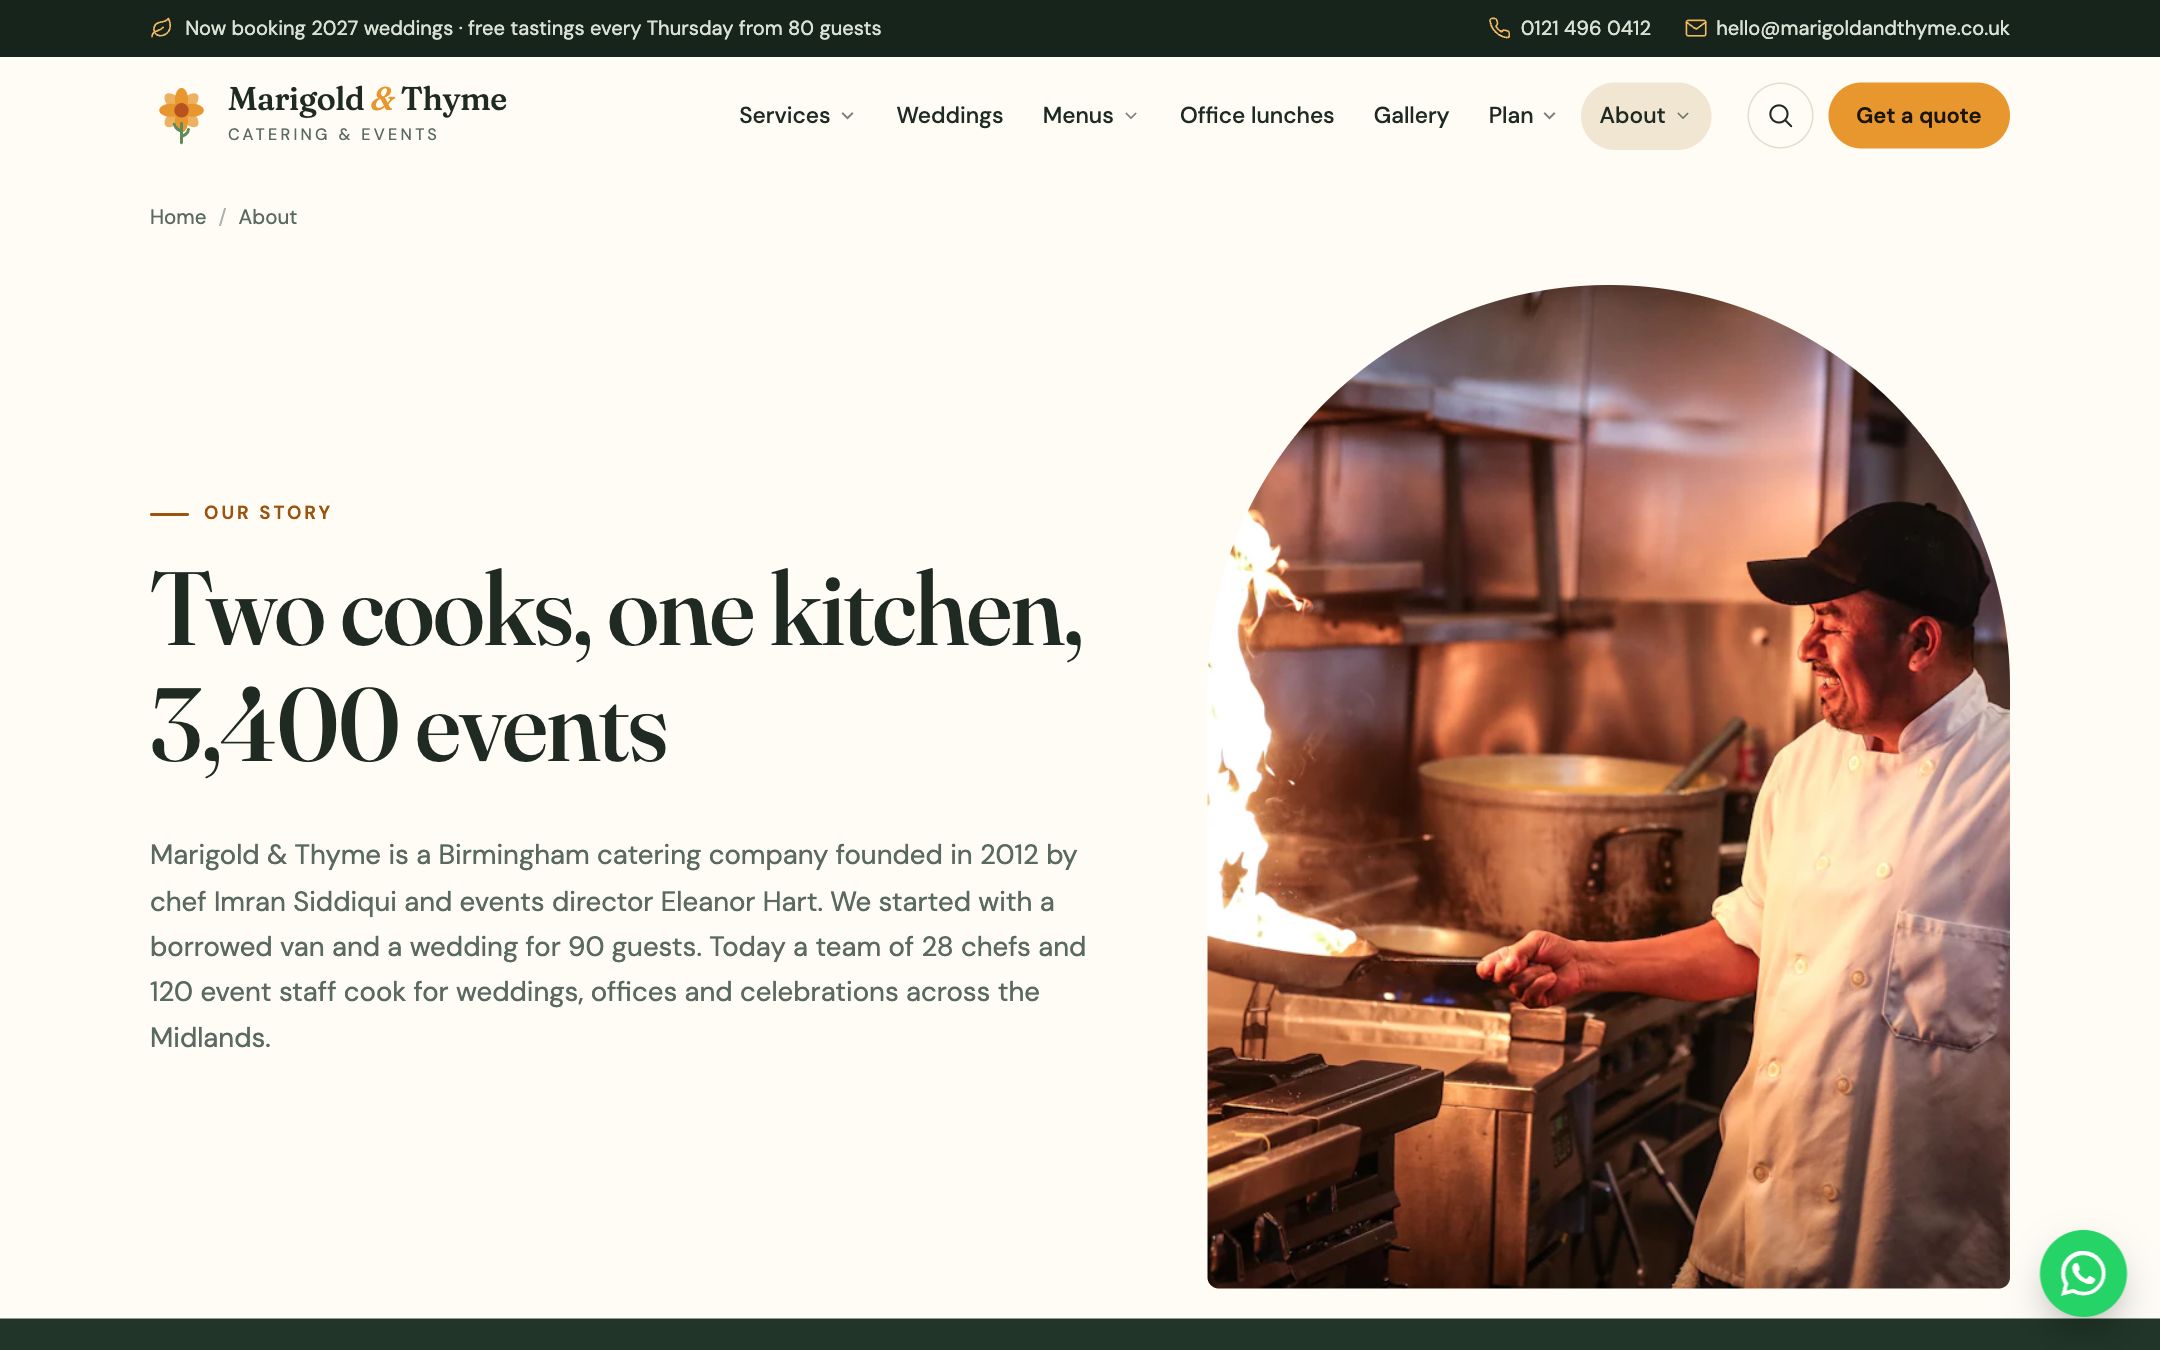 Now booking 2027 weddings · free tastings every Thursday from 80 guests
0121 496 0412
hello@marigoldandthyme.co.uk
Marigold & Thyme
CATERING & EVENTS
Services
Weddings
Menus
Office lunches
Gallery
Plan
About
Get a quote
Home / About
OUR STORY
Two cooks, one kitchen,
3,400 events
Marigold & Thyme is a Birmingham catering company founded in 2012 by
chef Imran Siddiqui and events director Eleanor Hart. We started with a
borrowed van and a wedding for 90 guests. Today a team of 28 chefs and
120 event staff cook for weddings, offices and celebrations across the
Midlands.